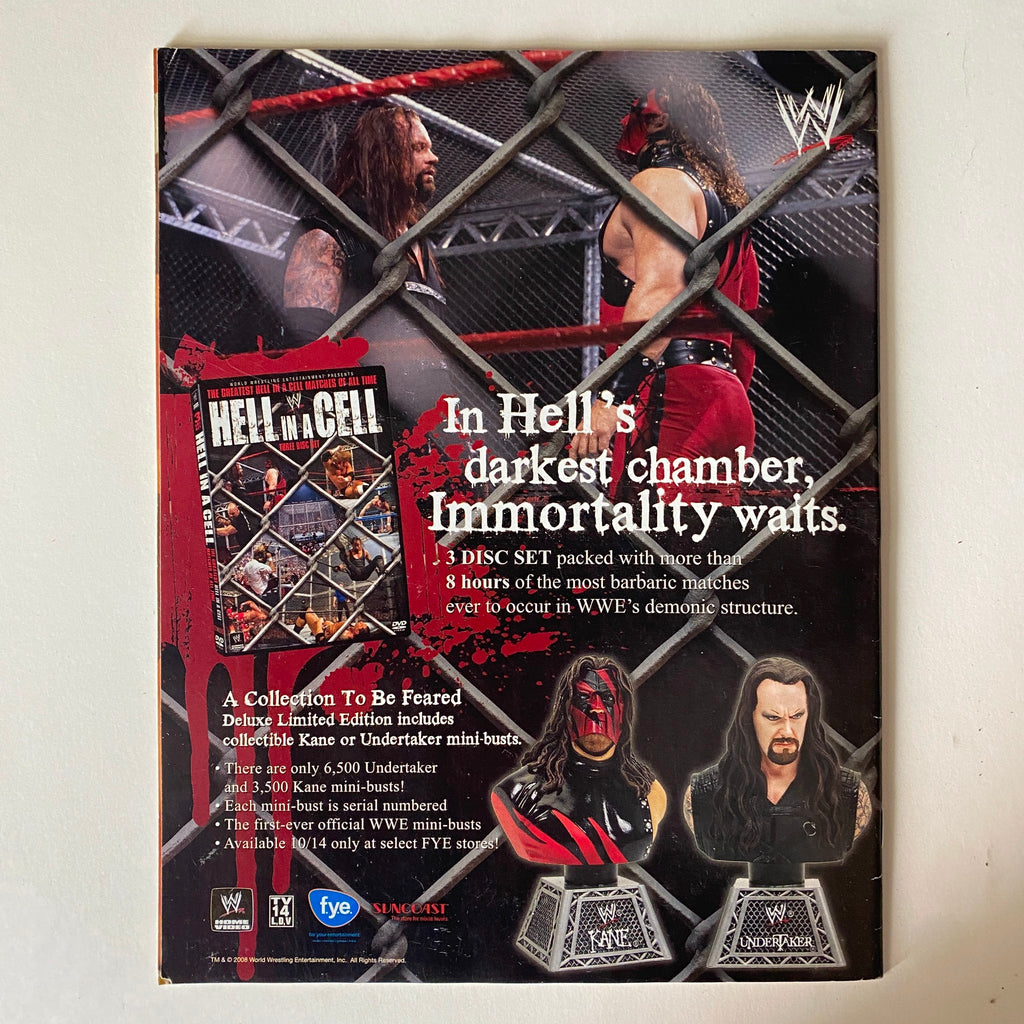 W
WORLD WRESTLING ENTERTAINMENT PRESENTS
THE GREATEST HELL IN A CELL MATCHES OF ALL TIME
HELL IN A CELL
THREE DISC SET
HELL IN A CELL
DVD
In Hell's
darkest chamber,
Immortality waits.
3 DISC SET packed with more than
8 hours of the most barbaric matches
ever to occur in WWE's demonic structure.
A Collection To Be Feared
Deluxe Limited Edition includes
collectible Kane or Undertaker mini-busts.
• There are only 6,500 Undertaker
and 3,500 Kane mini-busts!
• Each mini-bust is serial numbered
• The first-ever official WWE mini-busts
• Available 10/14 only at select FYE stores!
W
KANE
W
UNDERTAKER
W
HOME
VIDEO
TV
14
L,D,V
f.y.e.
for your entertainment
SUNCOAST
The store for movie lovers
TM & © 2008 World Wrestling Entertainment, Inc. All Rights Reserved.